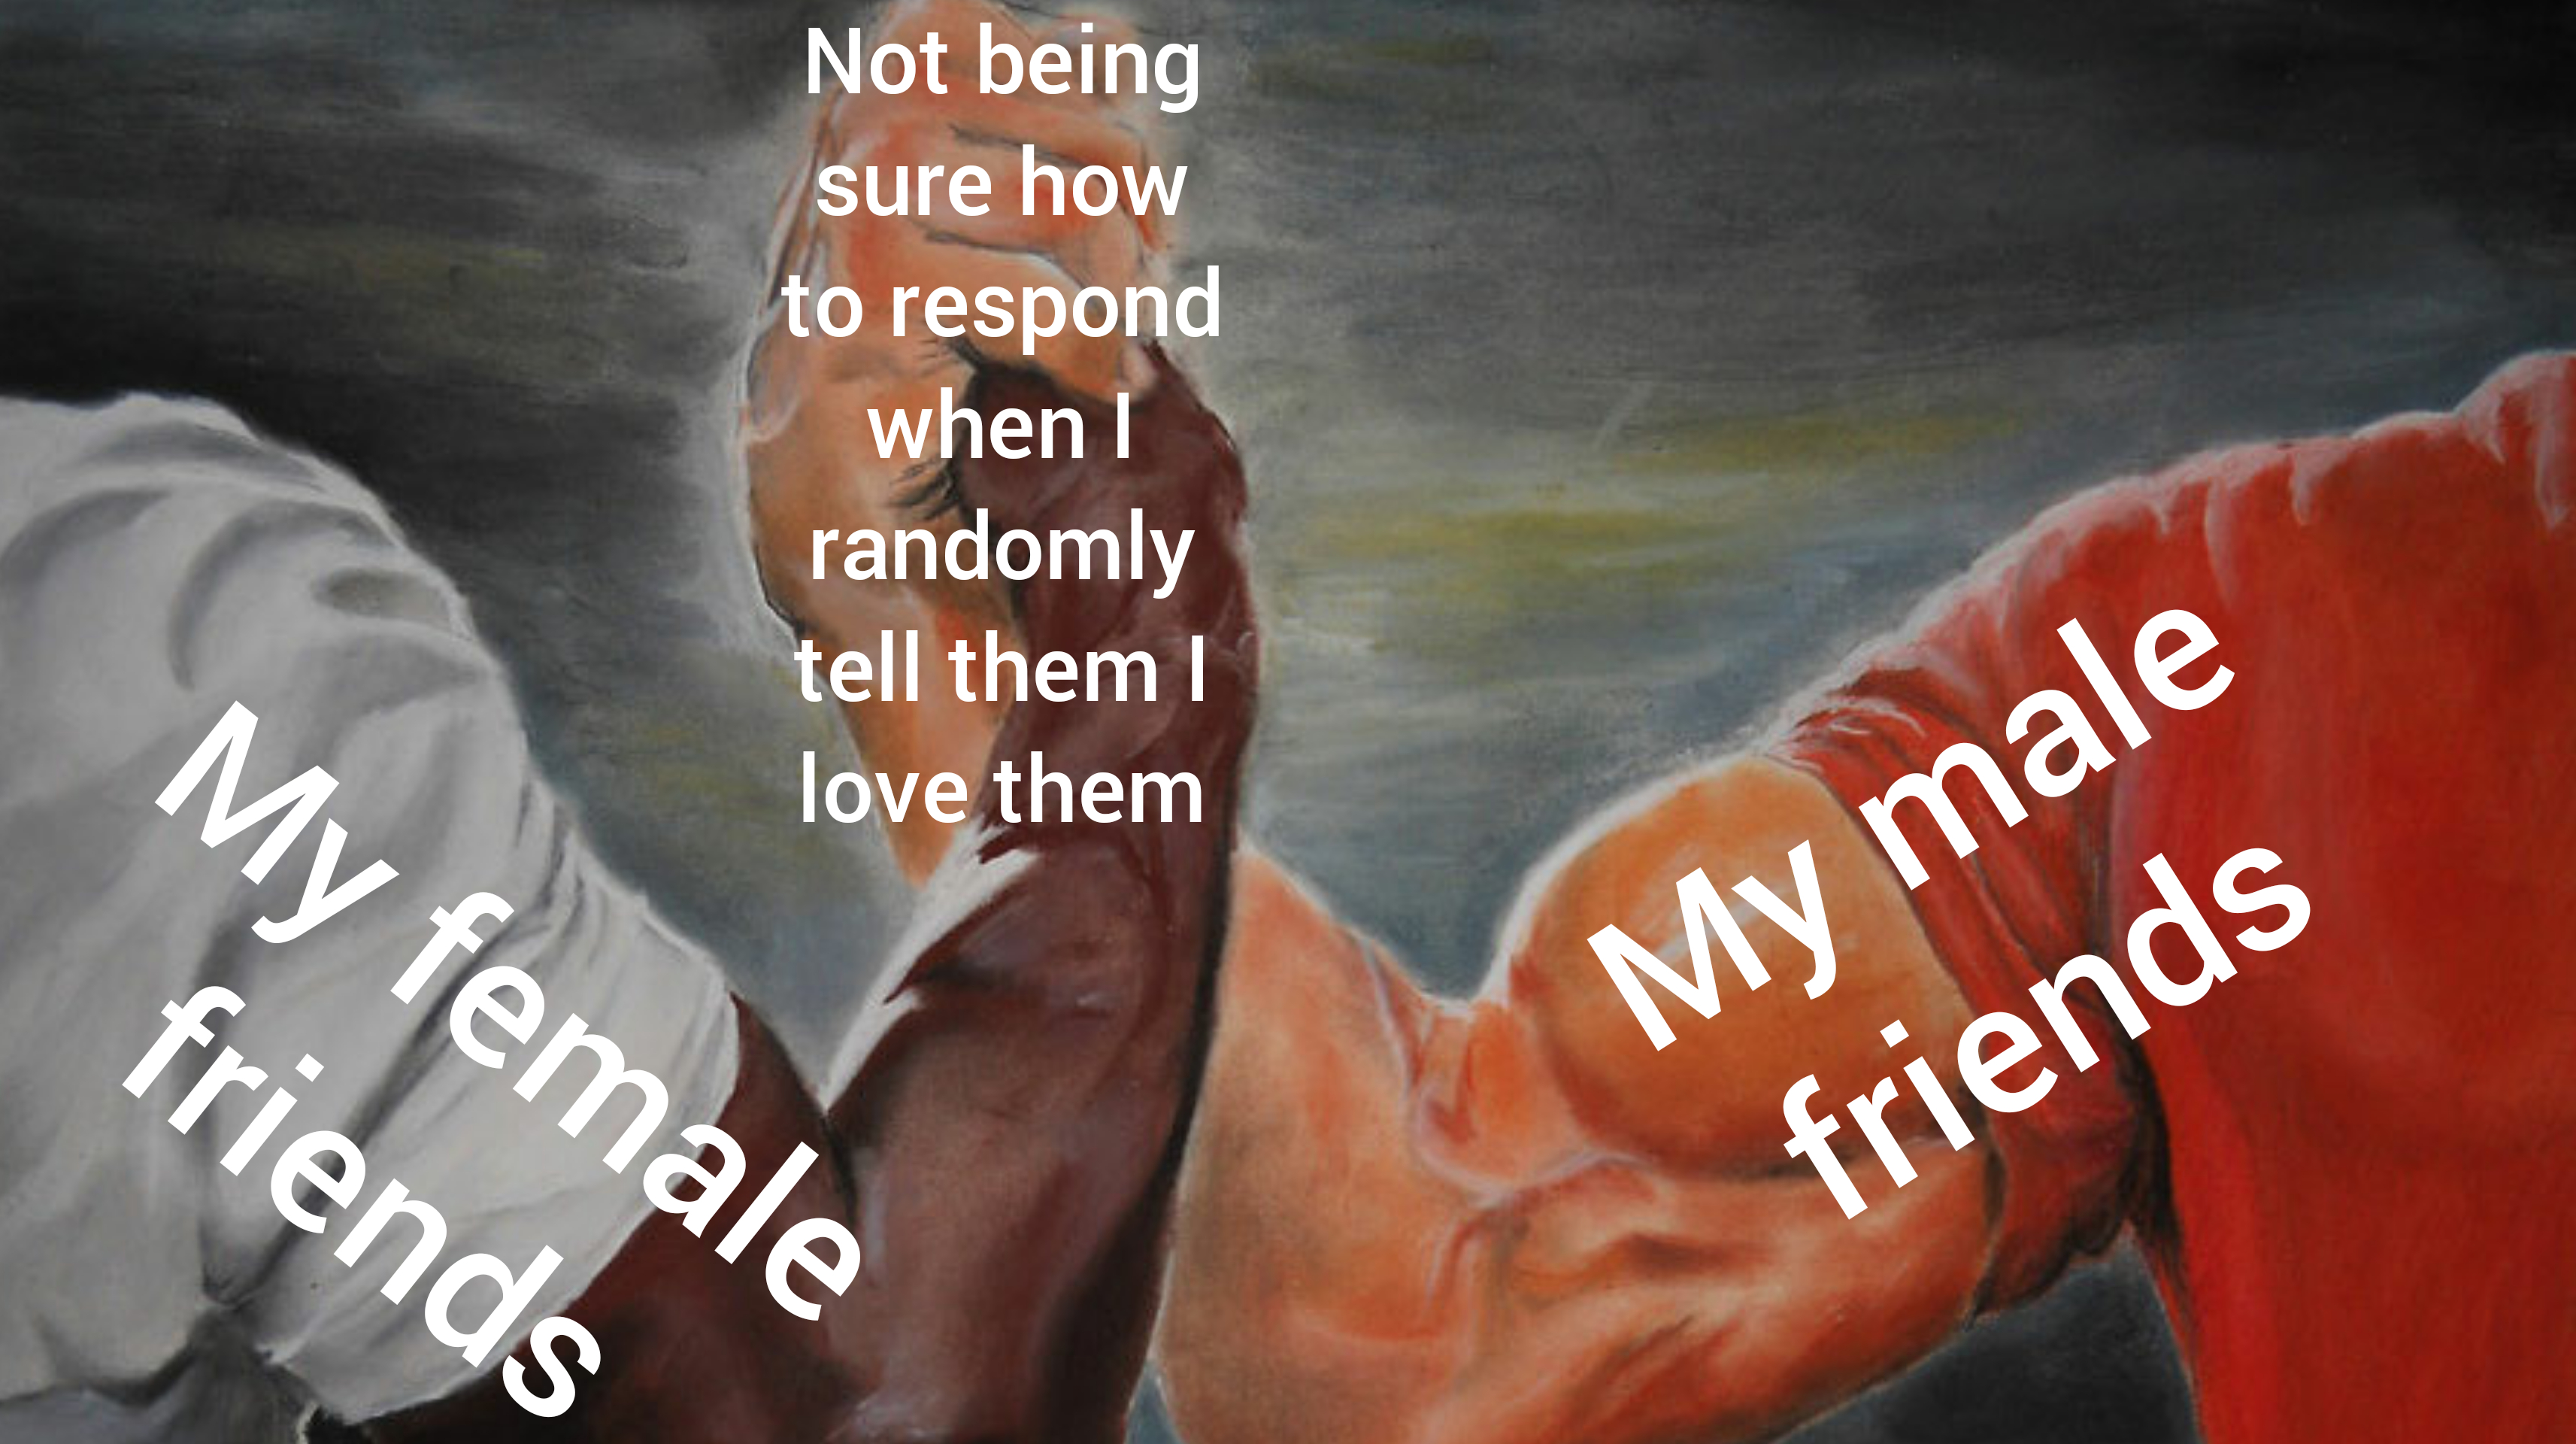 Not being
sure how
to respond
when I
randomly
tell them I
love them
My female
friends
My male
friends